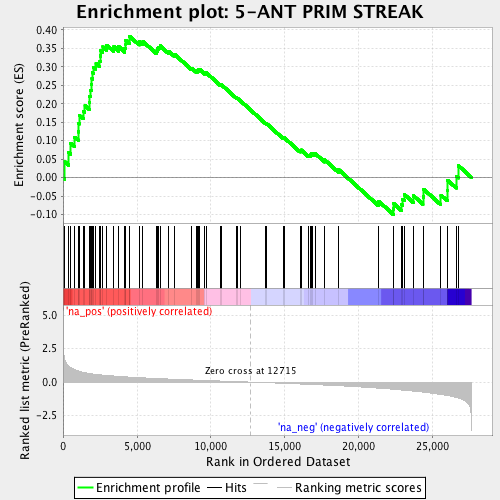 Enrichment plot: 5-ANT PRIM STREAK
Enrichment score (ES)
0.40
0.35
0.30
0.25
0.20
0.15
0.10
0.05
0.00
-0.05
-0.10
'na_pos' (positively correlated)
Ranked list metric (PreRanked)
5.0
2.5
0.0
-2.5
Zero cross at 12715
'na_neg' (negatively correlated)
0
5,000
10,000
15,000
20,000
25,000
Rank in Ordered Dataset
Enrichment profile
Hits
Ranking metric scores